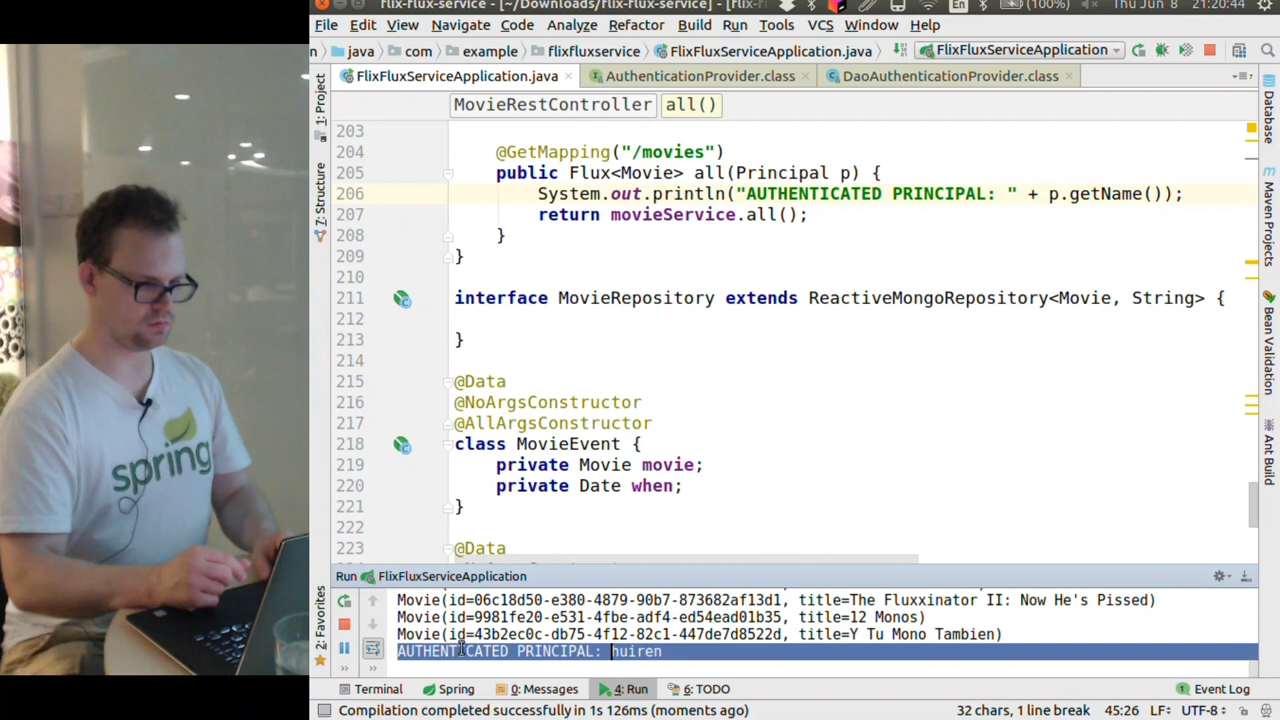 flix-flux-service - [~/Downloads/flix-flux-service] - [flix-f
En
(100%)
Thu Jun 8
21:20:44
File Edit View Navigate Code Analyze Refactor Build Run Tools VCS Window Help
n java com example flixfluxservice FlixFluxServiceApplication.java FlixFluxServiceApplication
FlixFluxServiceApplication.java AuthenticationProvider.class DaoAuthenticationProvider.class
MovieRestController all()
203
204 @GetMapping("/movies")
205 public Flux<Movie> all(Principal p) {
206 System.out.println("AUTHENTICATED PRINCIPAL: " + p.getName());
207 return movieService.all();
208 }
209 }
210
211 interface MovieRepository extends ReactiveMongoRepository<Movie, String> {
212
213 }
214
215 @Data
216 @NoArgsConstructor
217 @AllArgsConstructor
218 class MovieEvent {
219 private Movie movie;
220 private Date when;
221 }
222
223 @Data
1: Project
7: Structure
2: Favorites
Database
Maven Projects
Bean Validation
Ant Build
spring
Run FlixFluxServiceApplication
Movie(id=06c18d50-e380-4879-90b7-873682af13d1, title=The Fluxxinator II: Now He's Pissed)
Movie(id=9981fe20-e531-4fbe-adf4-ed54ead01b35, title=12 Monos)
Movie(id=43b2ec0c-db75-4f12-82c1-447de7d8522d, title=Y Tu Mono Tambien)
AUTHENTICATED PRINCIPAL: huiren
Terminal Spring 0: Messages 4: Run 6: TODO 1 Event Log
Compilation completed successfully in 1s 126ms (moments ago) 32 chars, 1 line break 45:26 LF÷ UTF-8÷